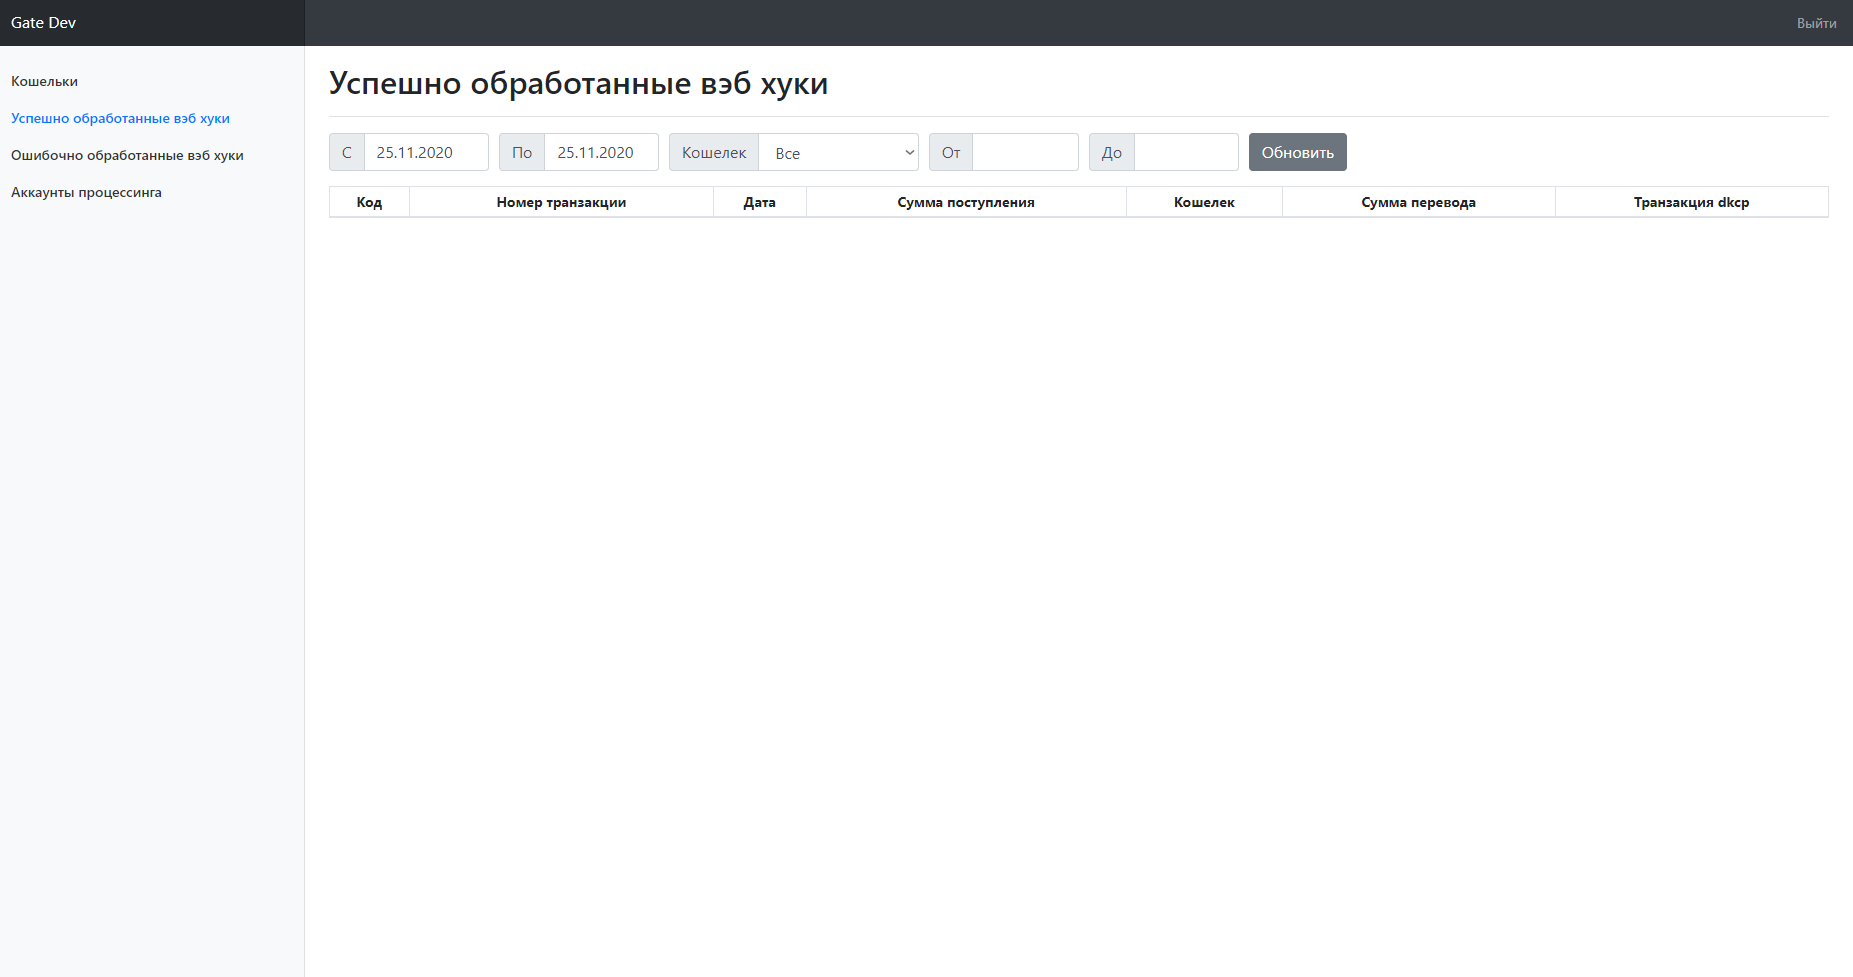 Gate Dev
Выйти
Кошельки
Успешно обработанные вэб хуки
Ошибочно обработанные вэб хуки
Аккаунты процессинга
Успешно обработанные вэб хуки
С 25.11.2020 По 25.11.2020 Кошелек Все От До Обновить
Код Номер транзакции Дата Сумма поступления Кошелек Сумма перевода Транзакция dkcp